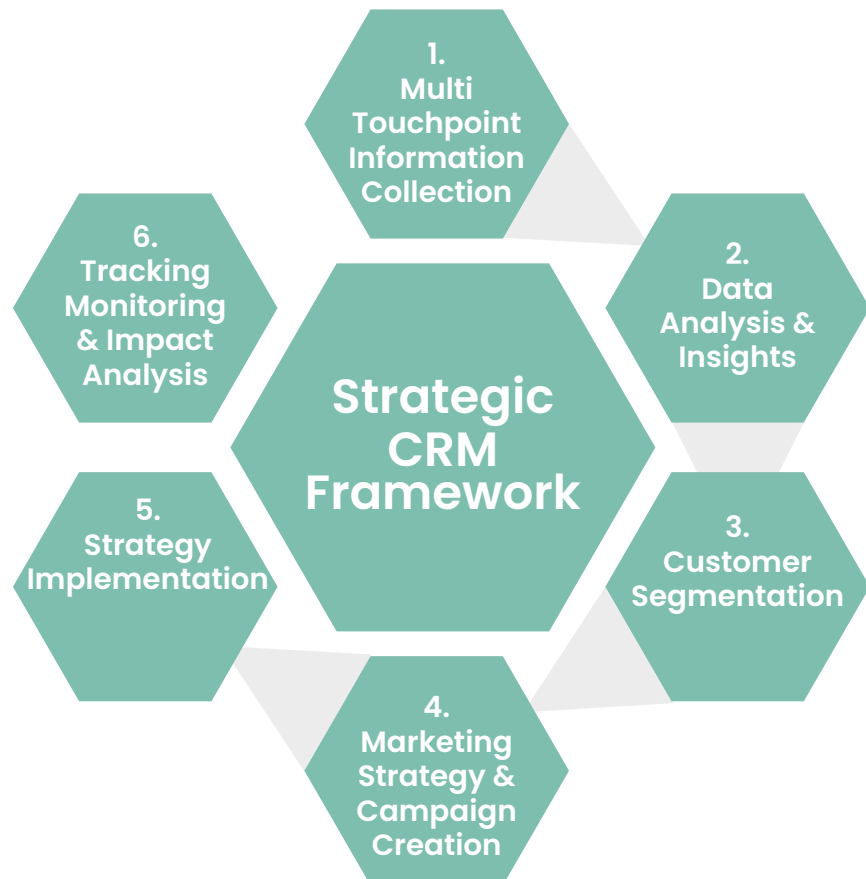 1.
Multi
Touchpoint
Information
Collection
2.
Data
Analysis &
Insights
3.
Customer
Segmentation
4.
Marketing
Strategy &
Campaign
Creation
5.
Strategy
Implementation
6.
Tracking
Monitoring
& Impact
Analysis
Strategic
CRM
Framework